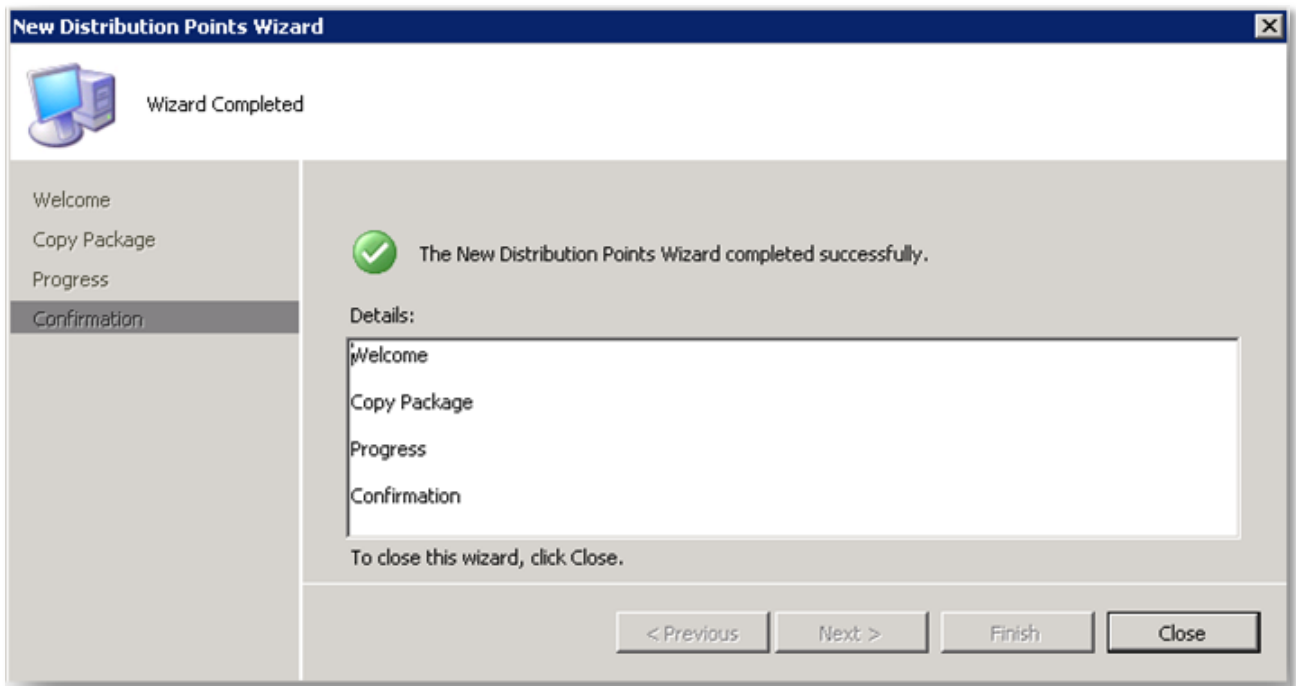 New Distribution Points Wizard
Wizard Completed
Welcome
Copy Package
Progress
Confirmation
The New Distribution Points Wizard completed successfully.
Details:
Welcome
Copy Package
Progress
Confirmation
To close this wizard, click Close.
< Previous
Next >
Finish
Close